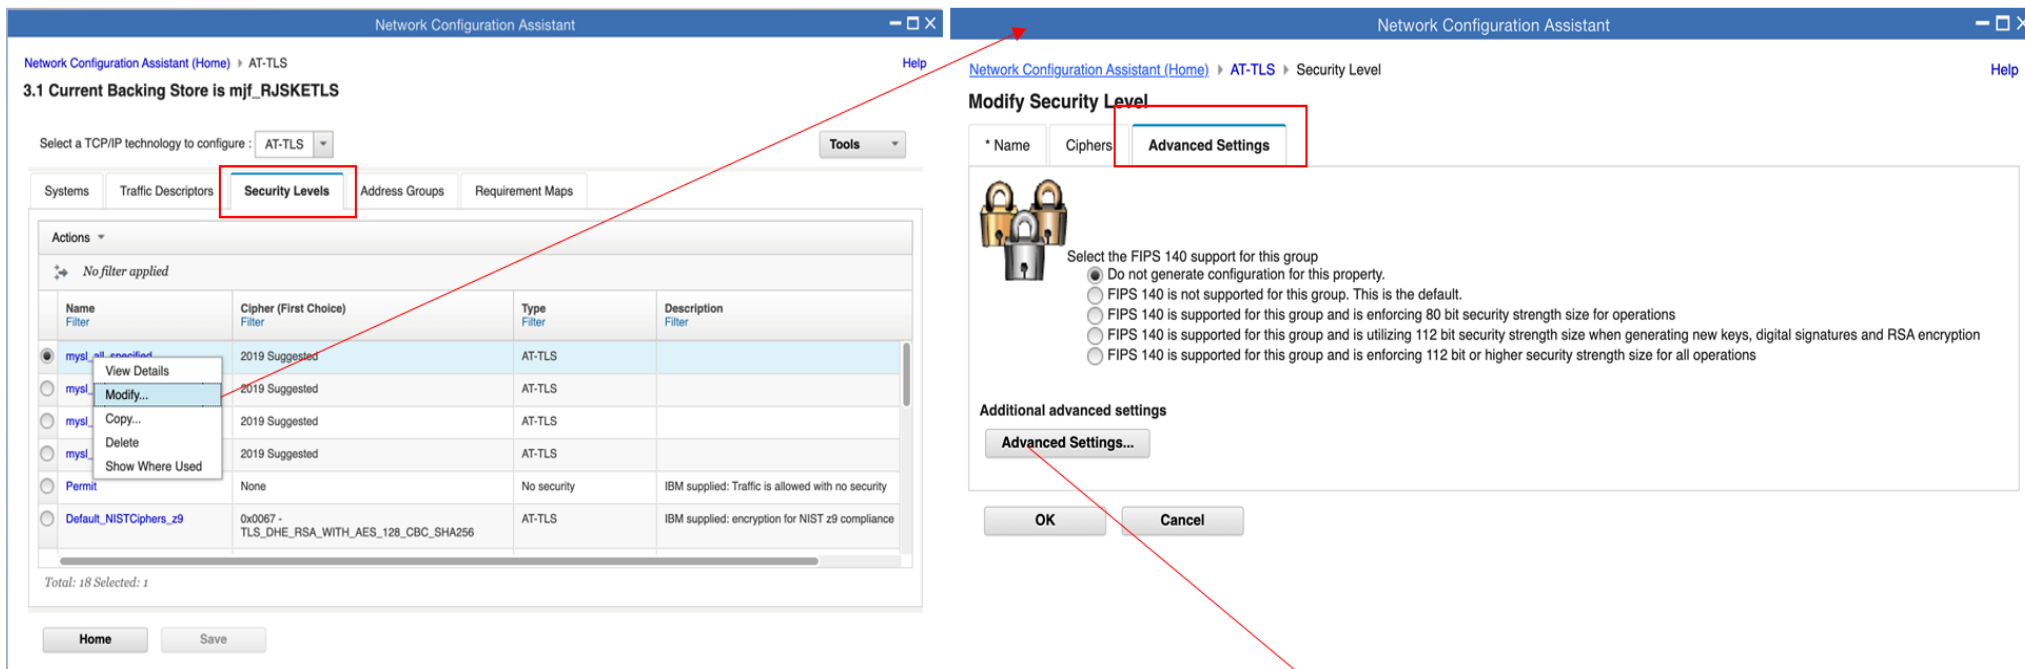 Network Configuration Assistant
Network Configuration Assistant (Home) AT-TLS
Help
3.1 Current Backing Store is mjf_RJSKETLS
Select a TCP/IP technology to configure : AT-TLS
Tools
Systems Traffic Descriptors Security Levels Address Groups Requirement Maps
Actions
No filter applied
Name Cipher (First Choice) Type Description
Filter Filter Filter Filter
mysl_all_specified 2019 Suggested AT-TLS
View Details
mysl_ 2019 Suggested AT-TLS
Modify...
mysl_ 2019 Suggested AT-TLS
Copy...
Delete
mysl_ 2019 Suggested AT-TLS
Show Where Used
Permit None No security IBM supplied: Traffic is allowed with no security
Default_NISTCiphers_z9 0x0067 - AT-TLS IBM supplied: encryption for NIST z9 compliance
TLS_DHE_RSA_WITH_AES_128_CBC_SHA256
Total: 18 Selected: 1
Home Save
Network Configuration Assistant
Network Configuration Assistant (Home) AT-TLS Security Level
Help
Modify Security Level
* Name Ciphers Advanced Settings
Select the FIPS 140 support for this group
Do not generate configuration for this property.
FIPS 140 is not supported for this group. This is the default.
FIPS 140 is supported for this group and is enforcing 80 bit security strength size for operations
FIPS 140 is supported for this group and is utilizing 112 bit security strength size when generating new keys, digital signatures and RSA encryption
FIPS 140 is supported for this group and is enforcing 112 bit or higher security strength size for all operations
Additional advanced settings
Advanced Settings...
OK Cancel